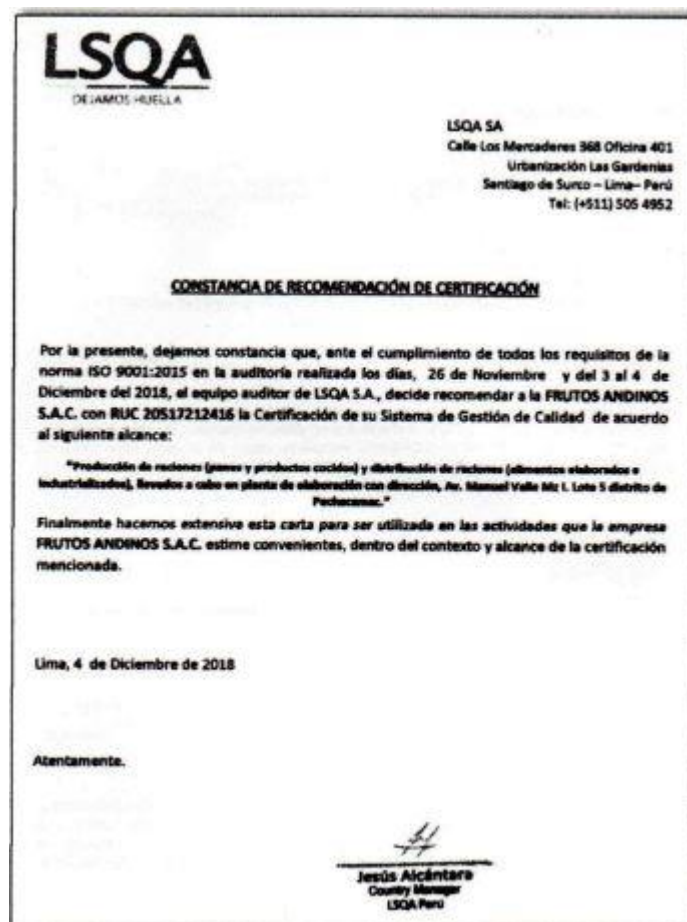 LSQA
DEJAMOS HUELLA
LSQA SA
Calle Los Mercaderes 368 Oficina 401
Urbanización Las Gardenias
Santiago de Surco – Lima– Perú
Tel: (+511) 505 4952
CONSTANCIA DE RECOMENDACIÓN DE CERTIFICACIÓN
Por la presente, dejamos constancia que, ante el cumplimiento de todos los requisitos de la
norma ISO 9001:2015 en la auditoría realizada los días, 26 de Noviembre y del 3 al 4 de
Diciembre del 2018, el equipo auditor de LSQA S.A., decide recomendar a la FRUTOS ANDINOS
S.A.C. con RUC 20517212416 la Certificación de su Sistema de Gestión de Calidad de acuerdo
al siguiente alcance:
"Producción de raciones (panes y productos cocidos) y distribución de raciones (alimentos elaborados e
industrializados), llevados a cabo en planta de elaboración con dirección, Av. Manuel Valle Mz I. Lote 5 distrito de
Pachacamac."
Finalmente hacemos extensiva esta carta para ser utilizada en las actividades que la empresa
FRUTOS ANDINOS S.A.C. estime convenientes, dentro del contexto y alcance de la certificación
mencionada.
Lima, 4 de Diciembre de 2018
Atentamente.
Jesús Alcántara
Country Manager
LSQA Perú